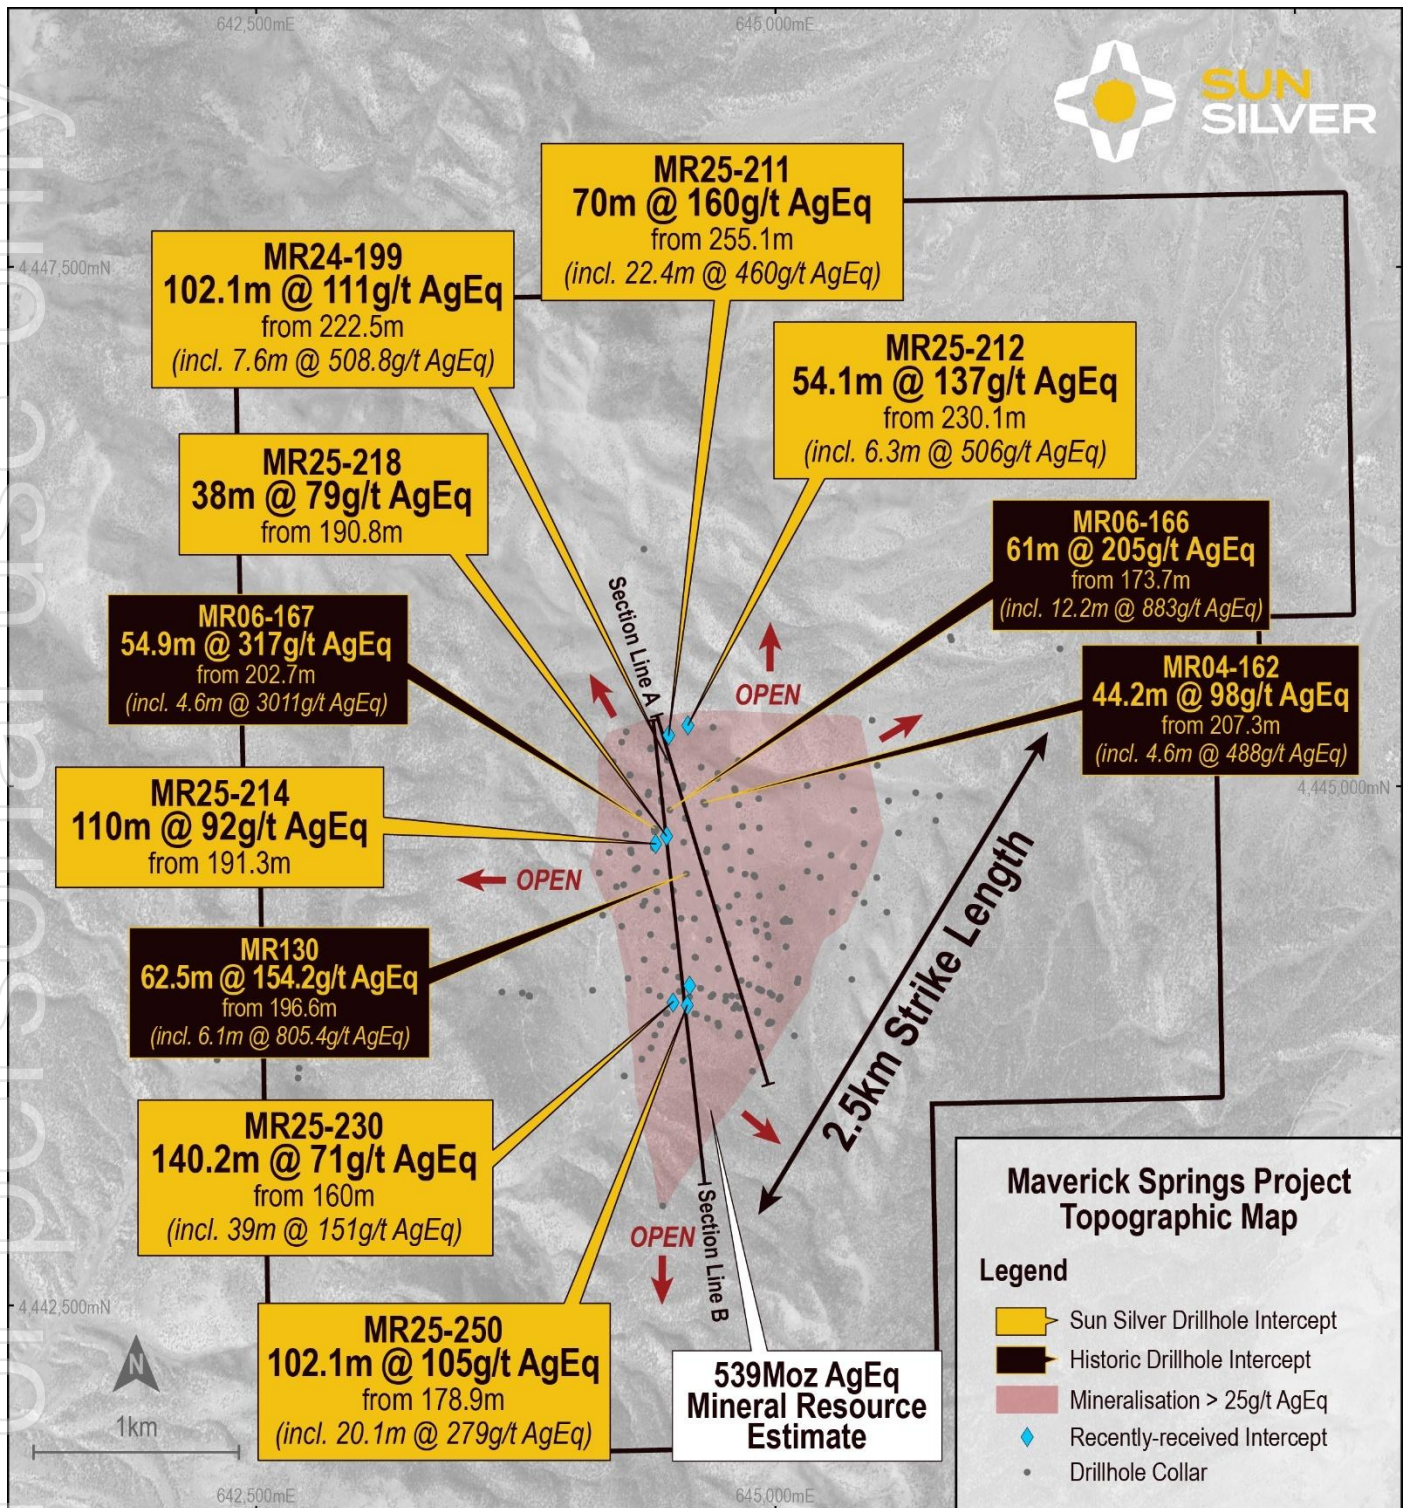 642,500mE
645,000mE
SUN
SILVER
MR25-211
70m @ 160g/t AgEq
from 255.1m
(incl. 22.4m @ 460g/t AgEq)
MR24-199
102.1m @ 111g/t AgEq
from 222.5m
(incl. 7.6m @ 508.8g/t AgEq)
4,447,500mN
MR25-212
54.1m @ 137g/t AgEq
from 230.1m
(incl. 6.3m @ 506g/t AgEq)
MR25-218
38m @ 79g/t AgEq
from 190.8m
MR06-166
61m @ 205g/t AgEq
from 173.7m
(incl. 12.2m @ 883g/t AgEq)
MR06-167
54.9m @ 317g/t AgEq
from 202.7m
(incl. 4.6m @ 3011g/t AgEq)
Section Line A
OPEN
MR04-162
44.2m @ 98g/t AgEq
from 207.3m
(incl. 4.6m @ 488g/t AgEq)
4,445,000mN
MR25-214
110m @ 92g/t AgEq
from 191.3m
OPEN
2.5km Strike Length
MR130
62.5m @ 154.2g/t AgEq
from 196.6m
(incl. 6.1m @ 805.4g/t AgEq)
MR25-230
140.2m @ 71g/t AgEq
from 160m
(incl. 39m @ 151g/t AgEq)
OPEN
Section Line B
4,442,500mN
MR25-250
102.1m @ 105g/t AgEq
from 178.9m
(incl. 20.1m @ 279g/t AgEq)
539Moz AgEq
Mineral Resource
Estimate
N
1km
Maverick Springs Project
Topographic Map
Legend
Sun Silver Drillhole Intercept
Historic Drillhole Intercept
Mineralisation > 25g/t AgEq
Recently-received Intercept
Drillhole Collar
642,500mE
645,000mE
or personal use only